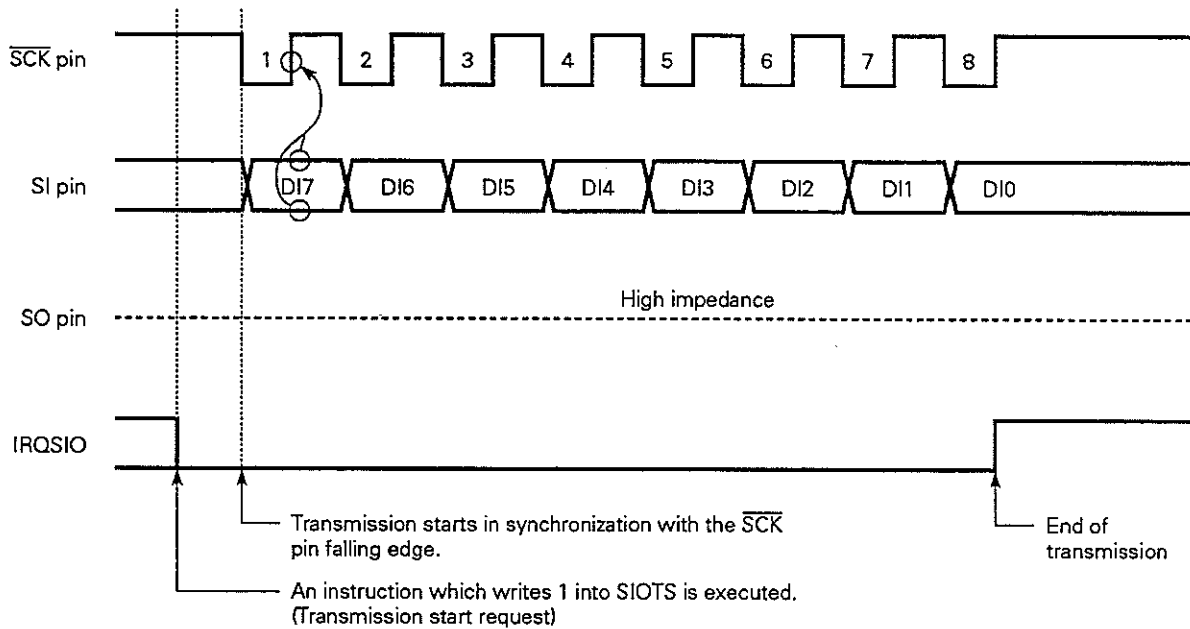 SCK pin
1 2 3 4 5 6 7 8
SI pin
DI7 DI6 DI5 DI4 DI3 DI2 DI1 DI0
High impedance
SO pin
IRQSIO
Transmission starts in synchronization with the SCK
pin falling edge.
End of
transmission
An instruction which writes 1 into SIOTS is executed.
(Transmission start request)